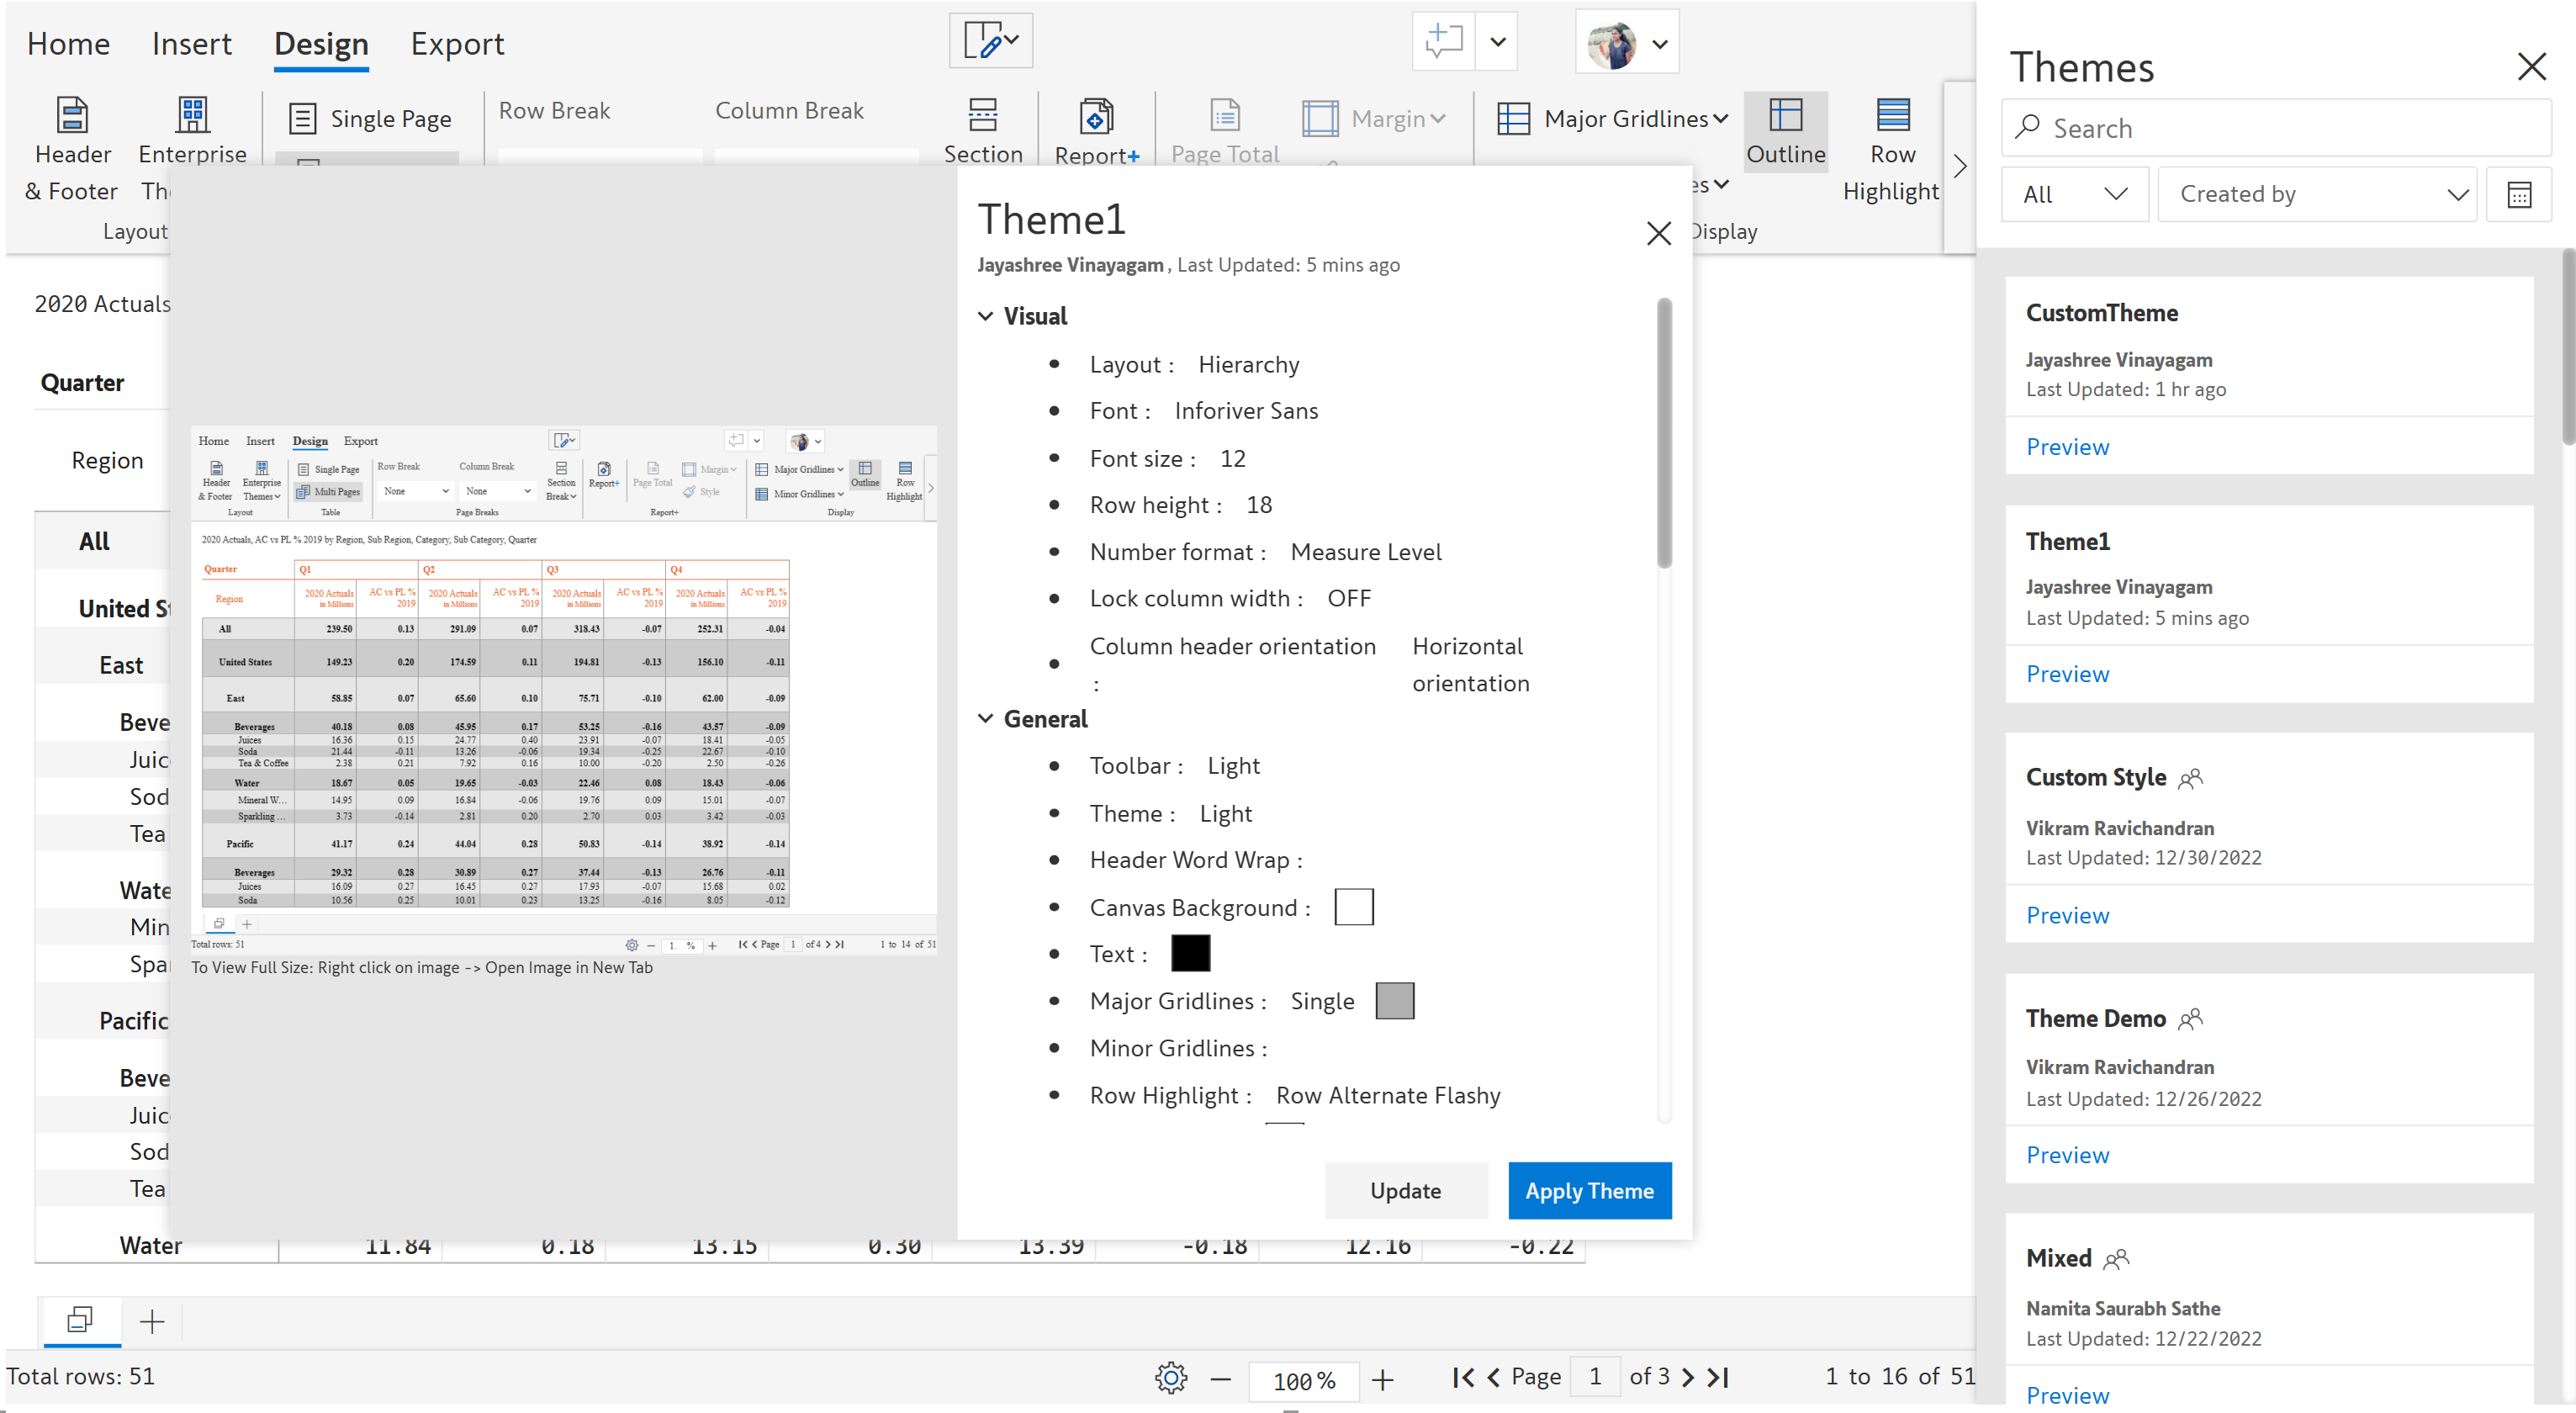 Home Insert Design Export
Header & Footer
Enterprise Th
Layout
Single Page
Row Break
Column Break
Section
Report+
Page Total
Margin
Major Gridlines
es
Outline
Row Highlight
Display
2020 Actuals
Quarter
Region
All
United St
East
Beve
Juic
Sod
Tea
Wate
Min
Spa
Pacific
Beve
Juic
Sod
Tea
Water 11.84 0.18 13.15 0.30 13.39 -0.18 12.16 -0.22
Total rows: 51
100 %
Page 1 of 3
1 to 16 of 51
Home Insert Design Export
Header & Footer
Enterprise Themes
Layout
Single Page
Multi Pages
Table
Row Break
None
Column Break
None
Page Breaks
Section Break
Report+
Page Total
Margin
Style
Report+
Major Gridlines
Minor Gridlines
Outline
Row Highlight
Display
2020 Actuals, AC vs PL % 2019 by Region, Sub Region, Category, Sub Category, Quarter
Quarter Q1 Q2 Q3 Q4
Region 2020 Actuals in Millions AC vs PL % 2019 2020 Actuals in Millions AC vs PL % 2019 2020 Actuals in Millions AC vs PL % 2019 2020 Actuals in Millions AC vs PL % 2019
All 239.50 0.13 291.09 0.07 318.43 -0.07 252.31 -0.04
United States 149.23 0.20 174.59 0.11 194.81 -0.13 156.10 -0.11
East 58.85 0.07 65.60 0.10 75.71 -0.10 62.00 -0.09
Beverages 40.18 0.08 45.95 0.17 53.25 -0.16 43.57 -0.09
Juices 16.36 0.15 24.77 0.40 23.91 -0.07 18.41 -0.05
Soda 21.44 -0.11 13.26 -0.06 19.34 -0.25 22.67 -0.10
Tea & Coffee 2.38 0.21 7.92 0.16 10.00 -0.20 2.50 -0.26
Water 18.67 0.05 19.65 -0.03 22.46 0.08 18.43 -0.06
Mineral W... 14.95 0.09 16.84 -0.06 19.76 0.09 15.01 -0.07
Sparkling ... 3.73 -0.14 2.81 0.20 2.70 0.03 3.42 -0.03
Pacific 41.17 0.24 44.04 0.28 50.83 -0.14 38.92 -0.14
Beverages 29.32 0.28 30.89 0.27 37.44 -0.13 26.76 -0.11
Juices 16.09 0.27 16.45 0.27 17.93 -0.07 15.68 0.02
Soda 10.56 0.25 10.01 0.23 13.25 -0.16 8.05 -0.12
Total rows: 51
1. %
Page 1 of 4
1 to 14 of 51
To View Full Size: Right click on image -> Open Image in New Tab
Theme1
Jayashree Vinayagam , Last Updated: 5 mins ago
Visual
Layout : Hierarchy
Font : Inforiver Sans
Font size : 12
Row height : 18
Number format : Measure Level
Lock column width : OFF
Column header orientation : Horizontal orientation
General
Toolbar : Light
Theme : Light
Header Word Wrap :
Canvas Background :
Text :
Major Gridlines : Single
Minor Gridlines :
Row Highlight : Row Alternate Flashy
Update
Apply Theme
Themes
Search
All
Created by
CustomTheme
Jayashree Vinayagam
Last Updated: 1 hr ago
Preview
Theme1
Jayashree Vinayagam
Last Updated: 5 mins ago
Preview
Custom Style
Vikram Ravichandran
Last Updated: 12/30/2022
Preview
Theme Demo
Vikram Ravichandran
Last Updated: 12/26/2022
Preview
Mixed
Namita Saurabh Sathe
Last Updated: 12/22/2022
Preview